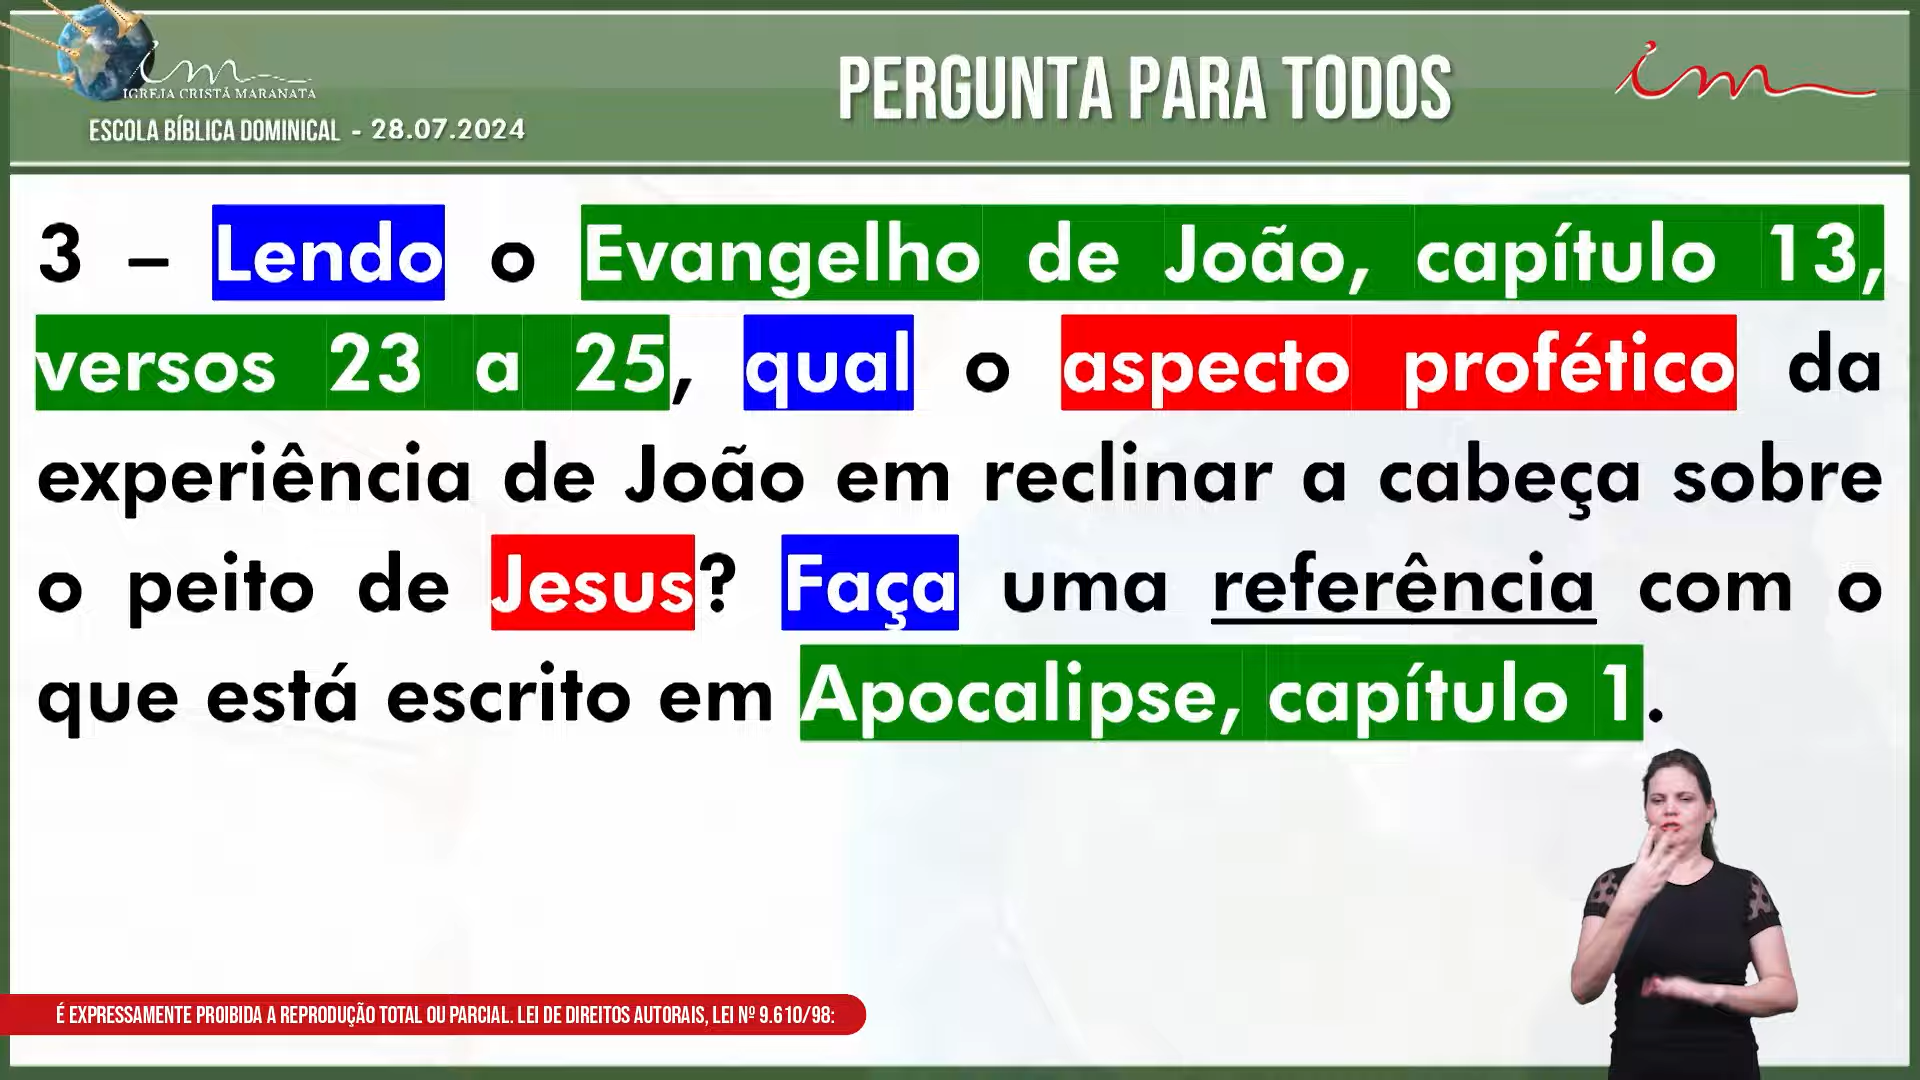 im
IGREJA CRISTÃ MARANATA
ESCOLA BÍBLICA DOMINICAL - 28.07.2024
PERGUNTA PARA TODOS
im
3 – Lendo o Evangelho de João, capítulo 13,
versos 23 a 25, qual o aspecto profético da
experiência de João em reclinar a cabeça sobre
o peito de Jesus? Faça uma referência com o
que está escrito em Apocalipse, capítulo 1.
É EXPRESSAMENTE PROIBIDA A REPRODUÇÃO TOTAL OU PARCIAL. LEI DE DIREITOS AUTORAIS, LEI Nº 9.610/98: